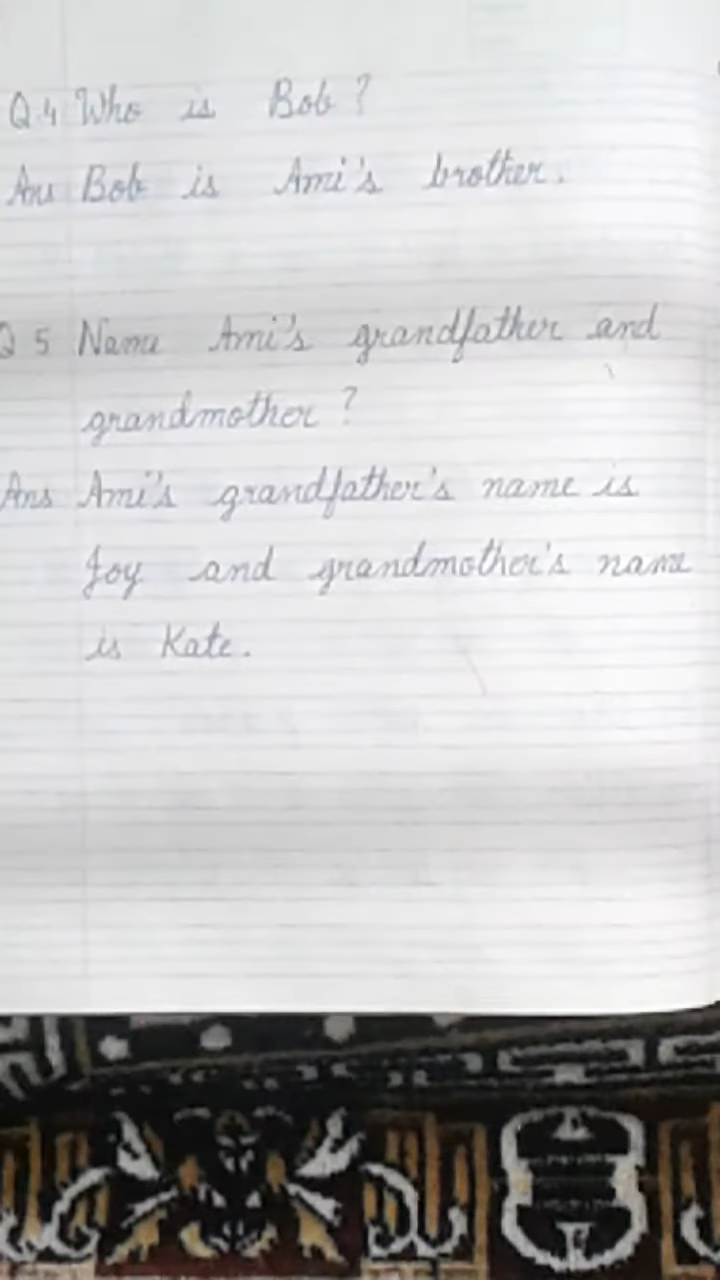 Q.4 Who is Bob?
Ans Bob is Ami's brother.
Q 5 Name Ami's grandfather and
grandmother?
Ans Ami's grandfather's name is
Joy and grandmother's name
is Kate.